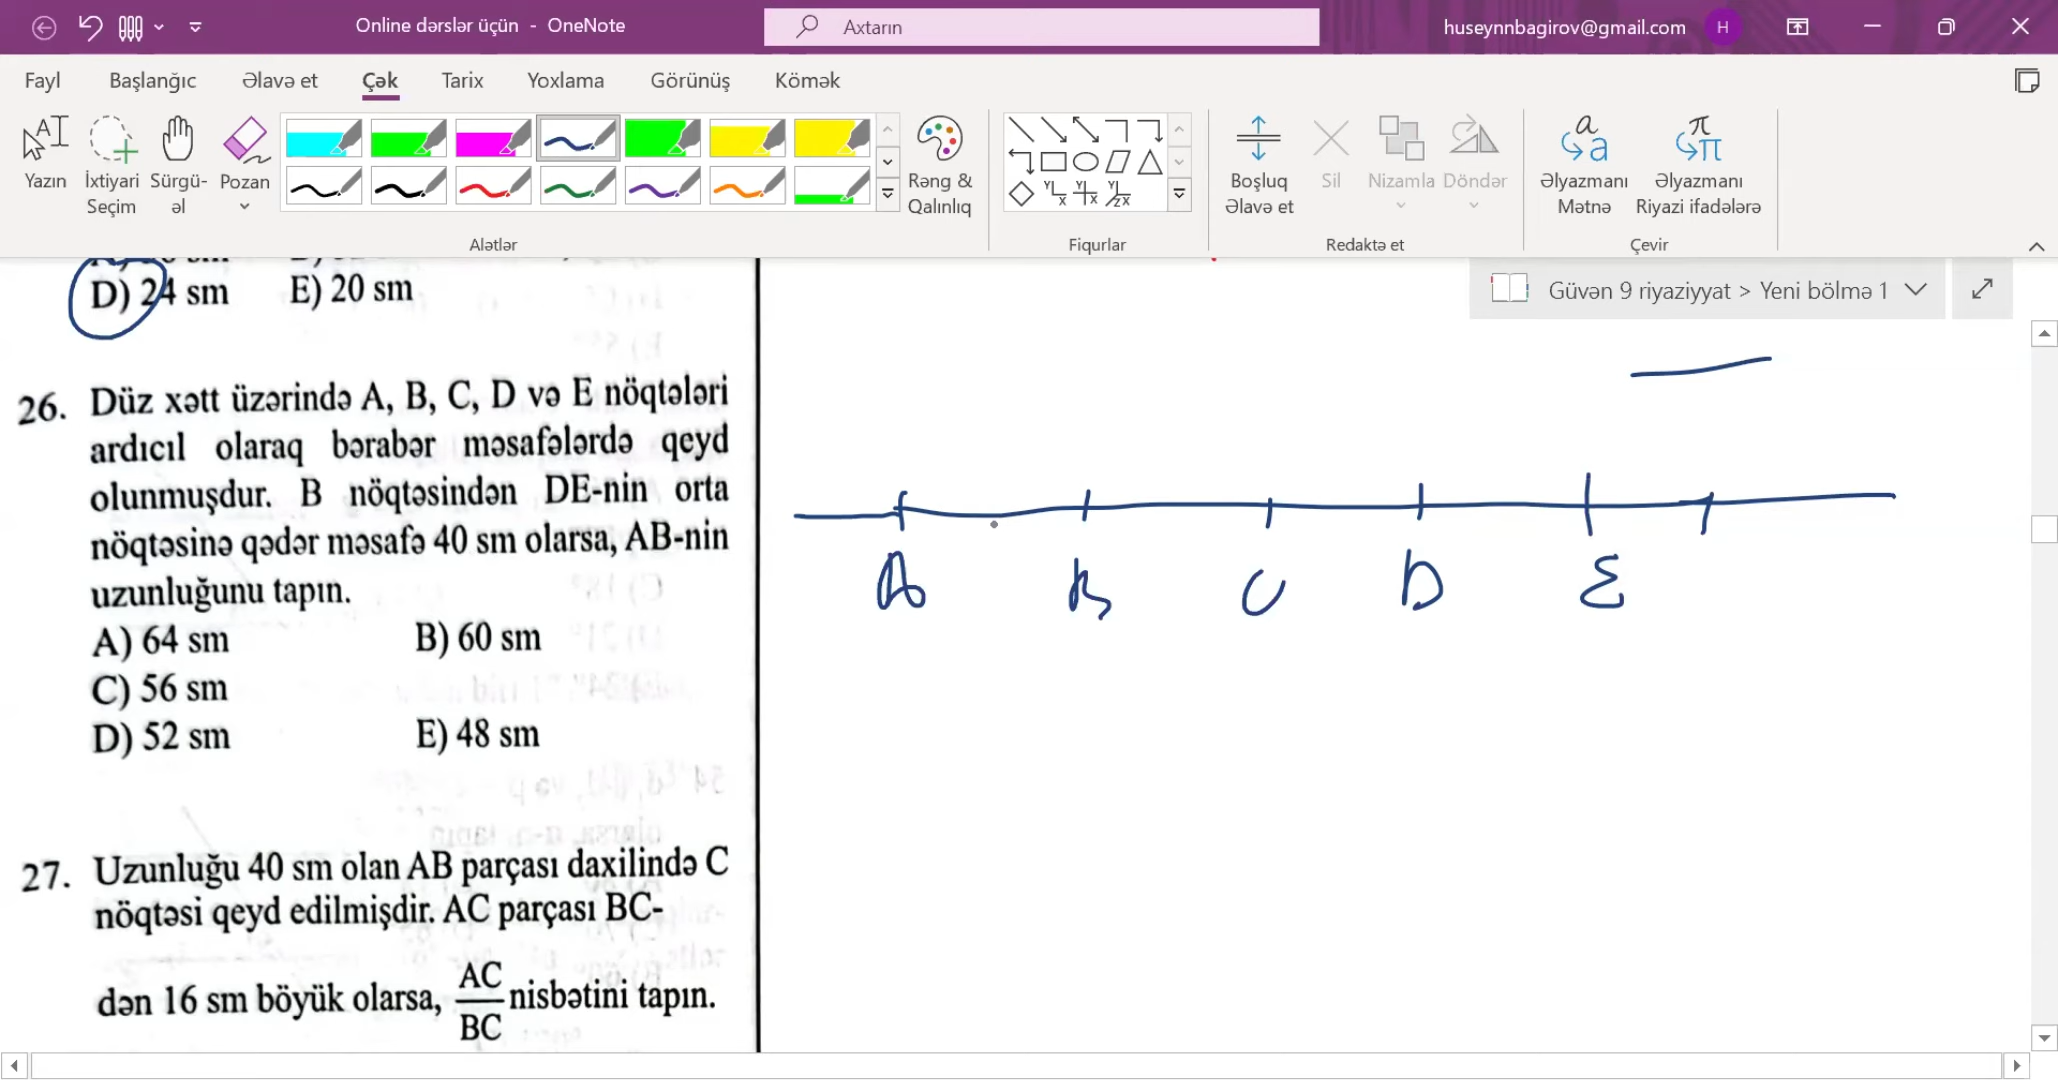 Online dərslər üçün - OneNote
Axtarın
huseynnbagirov@gmail.com
H
Fayl
Başlanğıc
Əlavə et
Çək
Tarix
Yoxlama
Görünüş
Kömək
Yazın
İxtiyari Seçim
Sürgü-əl
Pozan
Rəng & Qalınlıq
Boşluq Əlavə et
Sil
Nizamla
Döndər
Əlyazmanı Mətnə
Əlyazmanı Riyazi ifadələrə
Alətlər
Fiqurlar
Redaktə et
Çevir
Güvən 9 riyaziyyat > Yeni bölmə 1
D) 24 sm E) 20 sm
26. Düz xətt üzərində A, B, C, D və E nöqtələri
ardıcıl olaraq bərabər məsafələrdə qeyd
olunmuşdur. B nöqtəsindən DE-nin orta
nöqtəsinə qədər məsafə 40 sm olarsa, AB-nin
uzunluğunu tapın.
A) 64 sm B) 60 sm
C) 56 sm
D) 52 sm E) 48 sm
27. Uzunluğu 40 sm olan AB parçası daxilində C
nöqtəsi qeyd edilmişdir. AC parçası BC-
dən 16 sm böyük olarsa, AC/BC nisbətini tapın.
A B C D E